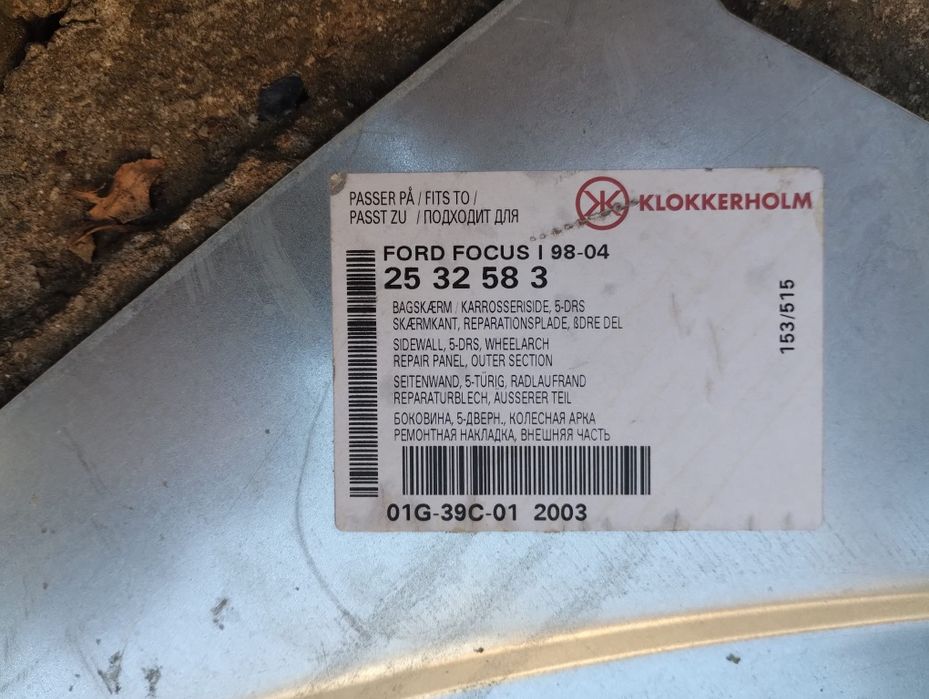 PASSER PÅ / FITS TO /
PASST ZU / ПОДХОДИТ ДЛЯ
KLOKKERHOLM
FORD FOCUS I 98-04
25 32 58 3
BAGSKÆRM / KARROSSERISIDE, 5-DRS
SKÆRMKANT, REPARATIONSPLADE, ßDRE DEL
SIDEWALL, 5-DRS, WHEELARCH
REPAIR PANEL, OUTER SECTION
SEITENWAND, 5-TÜRIG, RADLAUFRAND
REPARATURBLECH, AUSSERER TEIL
БОКОВИНА, 5-ДВЕРН., КОЛЕСНАЯ АРКА
РЕМОНТНАЯ НАКЛАДКА, ВНЕШНЯЯ ЧАСТЬ
01G-39C-01 2003
153/515